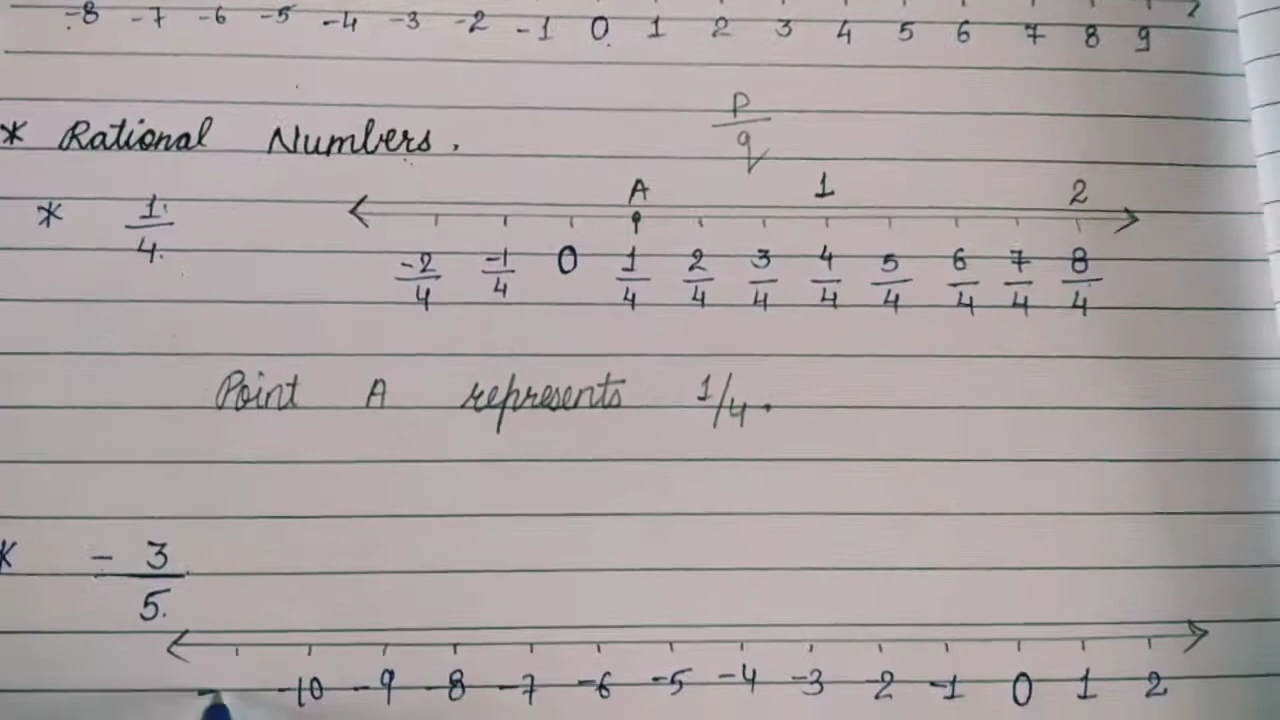 -8 -7 -6 -5 -4 -3 -2 -1 0 1 2 3 4 5 6 7 8 9
* Rational Numbers. p/q
A 1 2
* 1/4. -2/4 -1/4 0 1/4 2/4 3/4 4/4 5/4 6/4 7/4 8/4
Point A represents 1/4.
* -3/5.
-10 -9 -8 -7 -6 -5 -4 -3 -2 -1 0 1 2